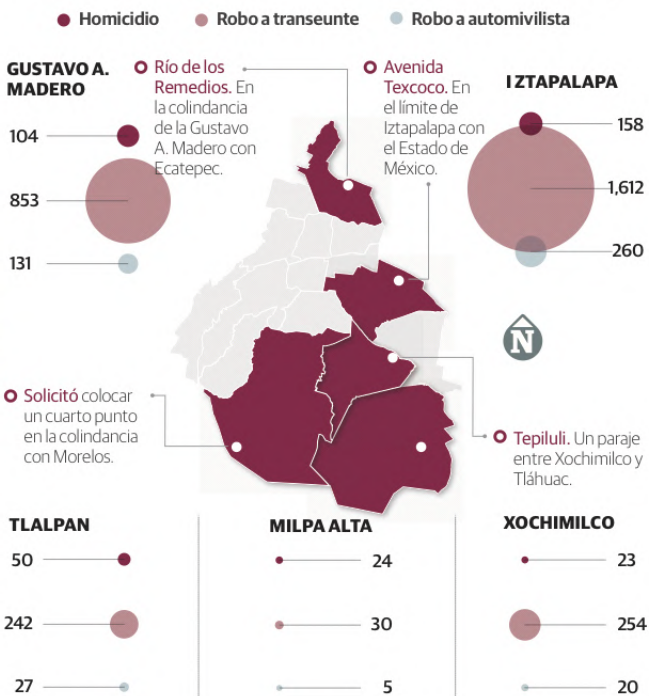 Homicidio Robo a transeunte Robo a automivilista
GUSTAVO A.
MADERO
104
853
131
Río de los
Remedios. En
la colindancia
de la Gustavo
A. Madero con
Ecatepec.
Avenida
Texcoco. En
el límite de
Iztapalapa con
el Estado de
México.
IZTAPALAPA
158
1,612
260
N
Solicitó colocar
un cuarto punto
en la colindancia
con Morelos.
Tepiluli. Un paraje
entre Xochimilco y
Tláhuac.
TLALPAN
50
242
27
MILPA ALTA
24
30
5
XOCHIMILCO
23
254
20